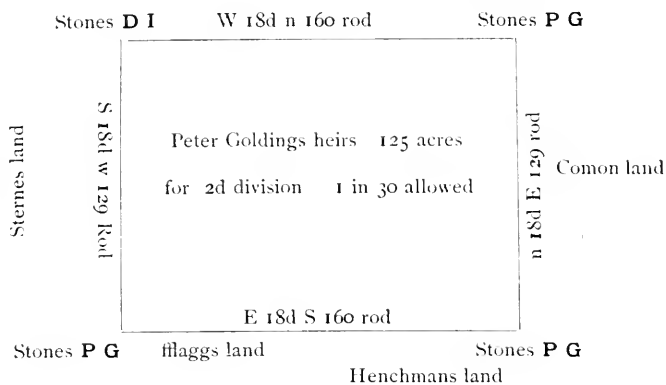 Stones D I W 18d n 160 rod Stones P G
Sternes land
S 18d w 129 Rod
Peter Goldings heirs 125 acres
for 2d division 1 in 30 allowed
n 18d E 129 rod
Comon land
E 18d S 160 rod
Stones P G fflaggs land Stones P G
Henchmans land